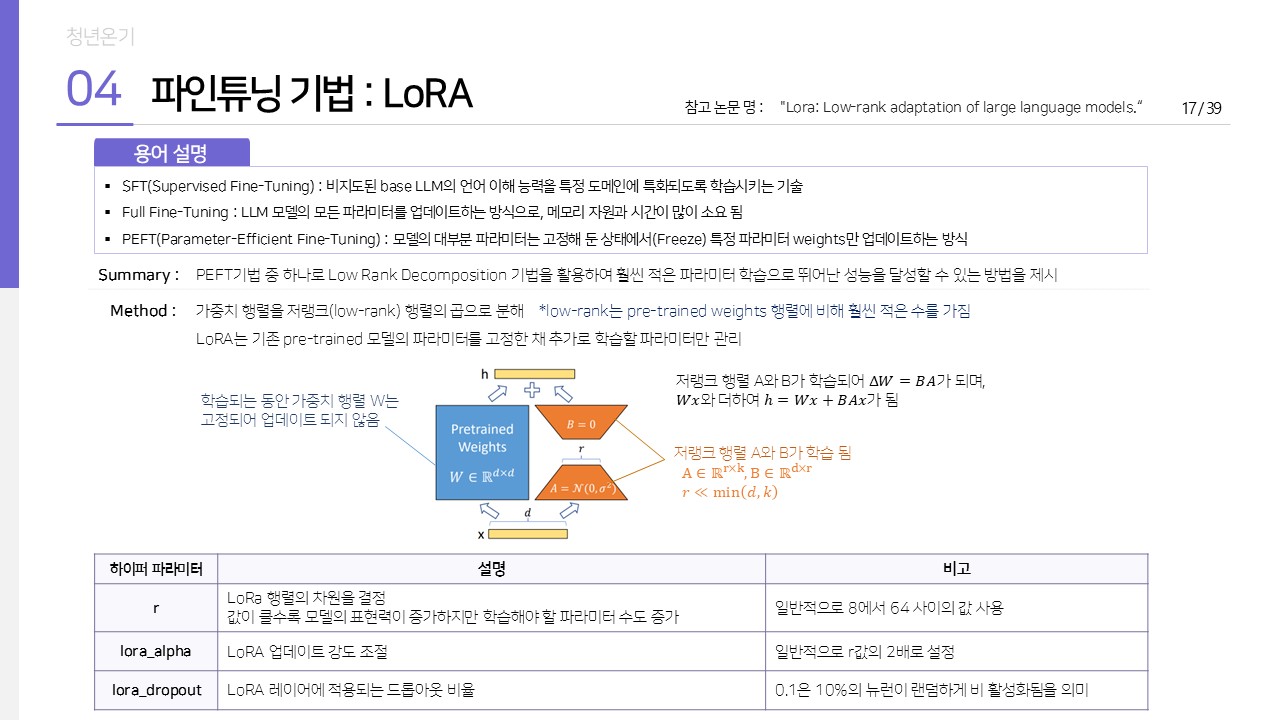 청년온기
04 파인튜닝 기법 : LoRA
참고 논문 명 : "Lora: Low-rank adaptation of large language models.“
17 / 39
용어 설명
▪ SFT(Supervised Fine-Tuning) : 비지도된 base LLM의 언어 이해 능력을 특정 도메인에 특화되도록 학습시키는 기술
▪ Full Fine-Tuning : LLM 모델의 모든 파라미터를 업데이트하는 방식으로, 메모리 자원과 시간이 많이 소요 됨
▪ PEFT(Parameter-Efficient Fine-Tuning) : 모델의 대부분 파라미터는 고정해 둔 상태에서(Freeze) 특정 파라미터 weights만 업데이트하는 방식
Summary : PEFT기법 중 하나로 Low Rank Decomposition 기법을 활용하여 훨씬 적은 파라미터 학습으로 뛰어난 성능을 달성할 수 있는 방법을 제시
Method : 가중치 행렬을 저랭크(low-rank) 행렬의 곱으로 분해 *low-rank는 pre-trained weights 행렬에 비해 훨씬 적은 수를 가짐
LoRA는 기존 pre-trained 모델의 파라미터를 고정한 채 추가로 학습할 파라미터만 관리
학습되는 동안 가중치 행렬 W는
고정되어 업데이트 되지 않음
h
Pretrained
Weights
W ∈ ℝ^{d×d}
B = 0
r
A = 𝒩(0, σ²)
d
x
저랭크 행렬 A와 B가 학습되어 ΔW = BA가 되며,
Wx와 더하여 h = Wx + BAx가 됨
저랭크 행렬 A와 B가 학습 됨
A ∈ ℝ^{r×k}, B ∈ ℝ^{d×r}
r ≪ min(d, k)
하이퍼 파라미터 설명 비고
r
LoRa 행렬의 차원을 결정
값이 클수록 모델의 표현력이 증가하지만 학습해야 할 파라미터 수도 증가
일반적으로 8에서 64 사이의 값 사용
lora_alpha LoRA 업데이트 강도 조절 일반적으로 r값의 2배로 설정
lora_dropout LoRA 레이어에 적용되는 드롭아웃 비율 0.1은 10%의 뉴런이 랜덤하게 비 활성화됨을 의미